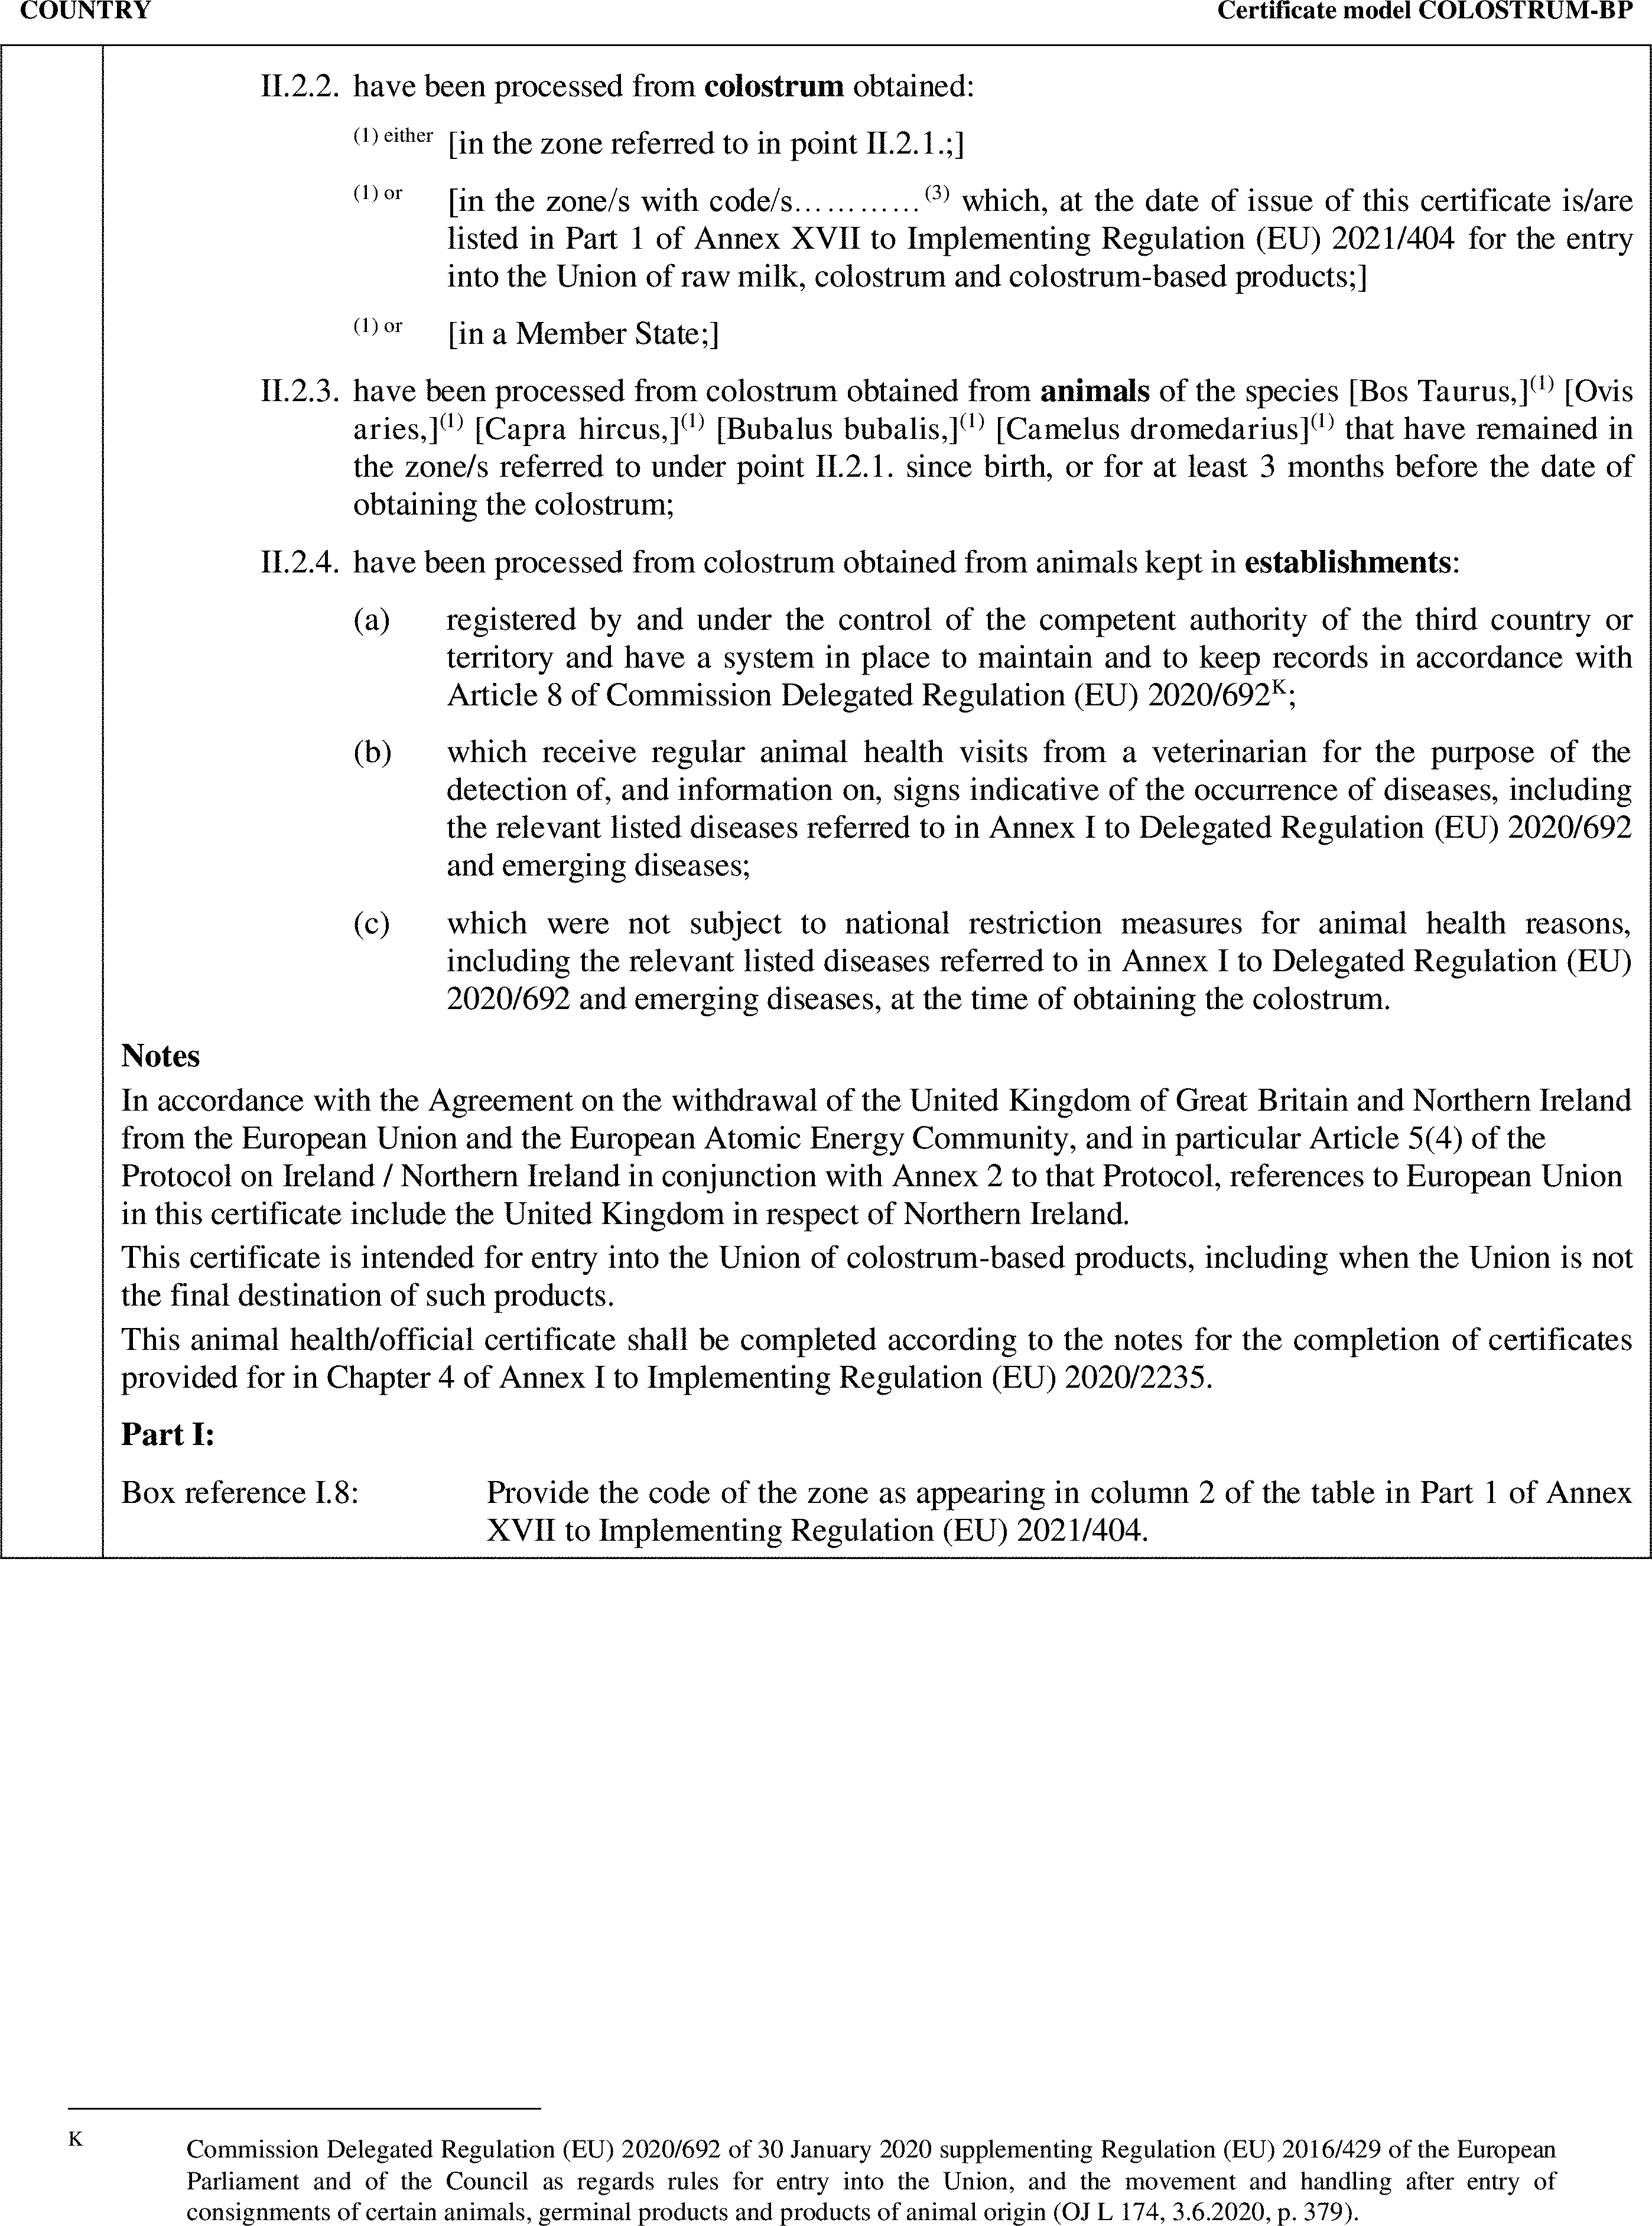 COUNTRY Certificate model COLOSTRUM-BP
II.2.2. have been processed from colostrum obtained:
(1) either [in the zone referred to in point II.2.1.;]
(1) or [in the zone/s with code/s………… (3) which, at the date of issue of this certificate is/are
listed in Part 1 of Annex XVII to Implementing Regulation (EU) 2021/404 for the entry
into the Union of raw milk, colostrum and colostrum-based products;]
(1) or [in a Member State;]
II.2.3. have been processed from colostrum obtained from animals of the species [Bos Taurus,](1) [Ovis
aries,](1) [Capra hircus,](1) [Bubalus bubalis,](1) [Camelus dromedarius](1) that have remained in
the zone/s referred to under point II.2.1. since birth, or for at least 3 months before the date of
obtaining the colostrum;
II.2.4. have been processed from colostrum obtained from animals kept in establishments:
(a) registered by and under the control of the competent authority of the third country or
territory and have a system in place to maintain and to keep records in accordance with
Article 8 of Commission Delegated Regulation (EU) 2020/692K;
(b) which receive regular animal health visits from a veterinarian for the purpose of the
detection of, and information on, signs indicative of the occurrence of diseases, including
the relevant listed diseases referred to in Annex I to Delegated Regulation (EU) 2020/692
and emerging diseases;
(c) which were not subject to national restriction measures for animal health reasons,
including the relevant listed diseases referred to in Annex I to Delegated Regulation (EU)
2020/692 and emerging diseases, at the time of obtaining the colostrum.
Notes
In accordance with the Agreement on the withdrawal of the United Kingdom of Great Britain and Northern Ireland
from the European Union and the European Atomic Energy Community, and in particular Article 5(4) of the
Protocol on Ireland / Northern Ireland in conjunction with Annex 2 to that Protocol, references to European Union
in this certificate include the United Kingdom in respect of Northern Ireland.
This certificate is intended for entry into the Union of colostrum-based products, including when the Union is not
the final destination of such products.
This animal health/official certificate shall be completed according to the notes for the completion of certificates
provided for in Chapter 4 of Annex I to Implementing Regulation (EU) 2020/2235.
Part I:
Box reference I.8: Provide the code of the zone as appearing in column 2 of the table in Part 1 of Annex
XVII to Implementing Regulation (EU) 2021/404.
K Commission Delegated Regulation (EU) 2020/692 of 30 January 2020 supplementing Regulation (EU) 2016/429 of the European
Parliament and of the Council as regards rules for entry into the Union, and the movement and handling after entry of
consignments of certain animals, germinal products and products of animal origin (OJ L 174, 3.6.2020, p. 379).